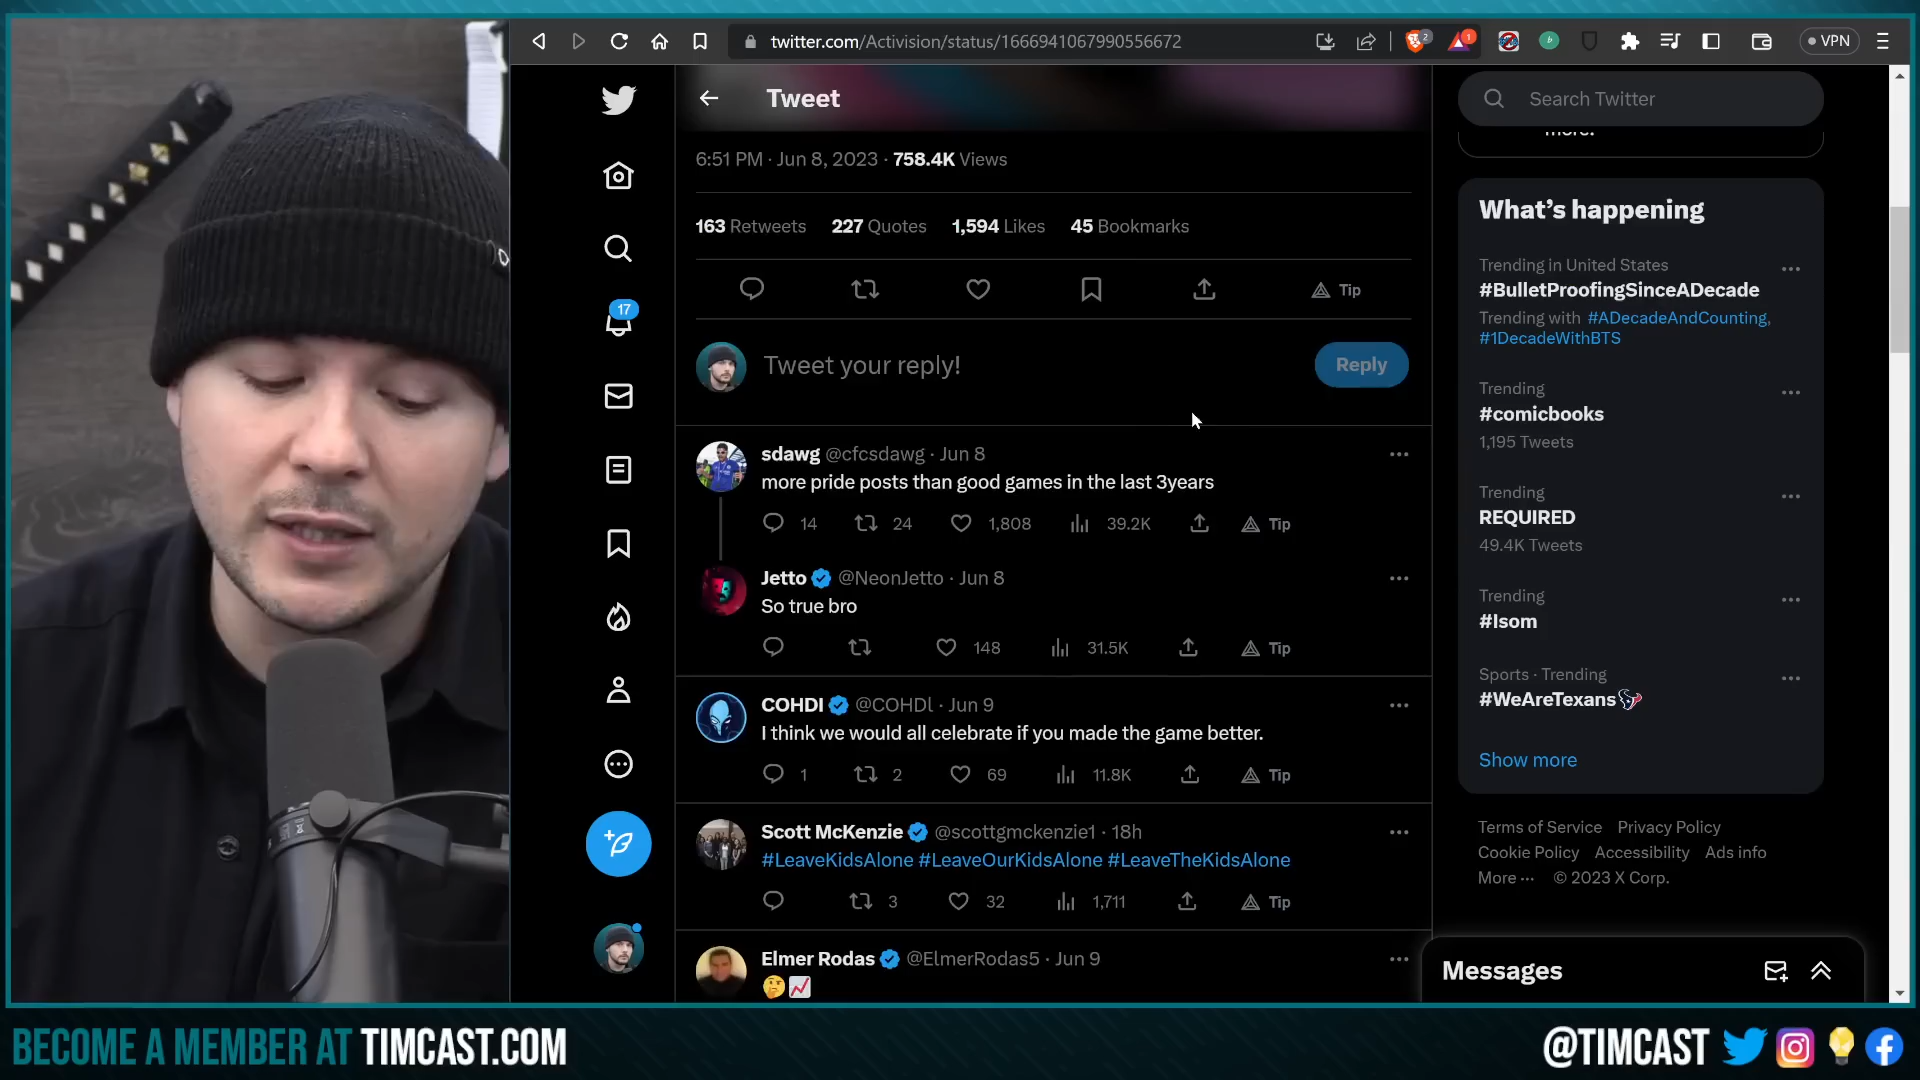 twitter.com/Activision/status/1666941067990556672
2
1
VPN
Tweet
Search Twitter
more.
6:51 PM · Jun 8, 2023 · 758.4K Views
163 Retweets 227 Quotes 1,594 Likes 45 Bookmarks
Tip
17
Tweet your reply!
Reply
sdawg @cfcsdawg · Jun 8
more pride posts than good games in the last 3years
14 24 1,808 39.2K Tip
Jetto @NeonJetto · Jun 8
So true bro
148 31.5K Tip
COHDI @COHDl · Jun 9
I think we would all celebrate if you made the game better.
1 2 69 11.8K Tip
Scott McKenzie @scottgmckenzie1 · 18h
#LeaveKidsAlone #LeaveOurKidsAlone #LeaveTheKidsAlone
3 32 1,711 Tip
Elmer Rodas @ElmerRodas5 · Jun 9
🤔📈
What's happening
Trending in United States
#BulletProofingSinceADecade
Trending with #ADecadeAndCounting,
#1DecadeWithBTS
Trending
#comicbooks
1,195 Tweets
Trending
REQUIRED
49.4K Tweets
Trending
#Isom
Sports · Trending
#WeAreTexans
Show more
Terms of Service Privacy Policy
Cookie Policy Accessibility Ads info
More ··· © 2023 X Corp.
Messages
BECOME A MEMBER AT TIMCAST.COM
@TIMCAST